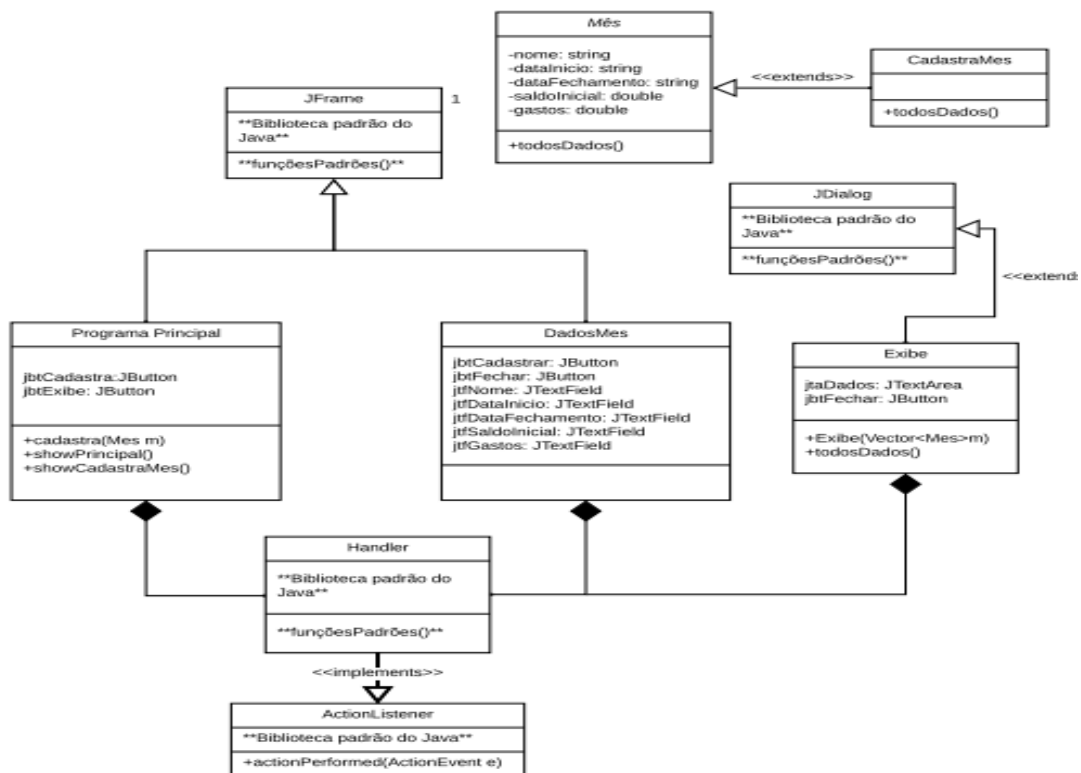 Mês
-nome: string
-dataInicio: string
-dataFechamento: string
-saldoInicial: double
-gastos: double
+todosDados()
<<extends>>
CadastraMes
+todosDados()
JFrame
1
**Biblioteca padrão do
Java**
**funçõesPadrões()**
JDialog
**Biblioteca padrão do
Java**
**funçõesPadrões()**
<<extends
Programa Principal
jbtCadastra:JButton
jbtExibe: JButton
+cadastra(Mes m)
+showPrincipal()
+showCadastraMes()
DadosMes
jbtCadastrar: JButton
jbtFechar: JButton
jtfNome: JTextField
jtfDataInicio: JTextField
jtfDataFechamento: JTextField
jtfSaldoInicial: JTextField
jtfGastos: JTextField
Exibe
jtaDados: JTextArea
jbtFechar: JButton
+Exibe(Vector<Mes>m)
+todosDados()
Handler
**Biblioteca padrão do
Java**
**funçõesPadrões()**
<<implements>>
ActionListener
**Biblioteca padrão do Java**
+actionPerformed(ActionEvent e)